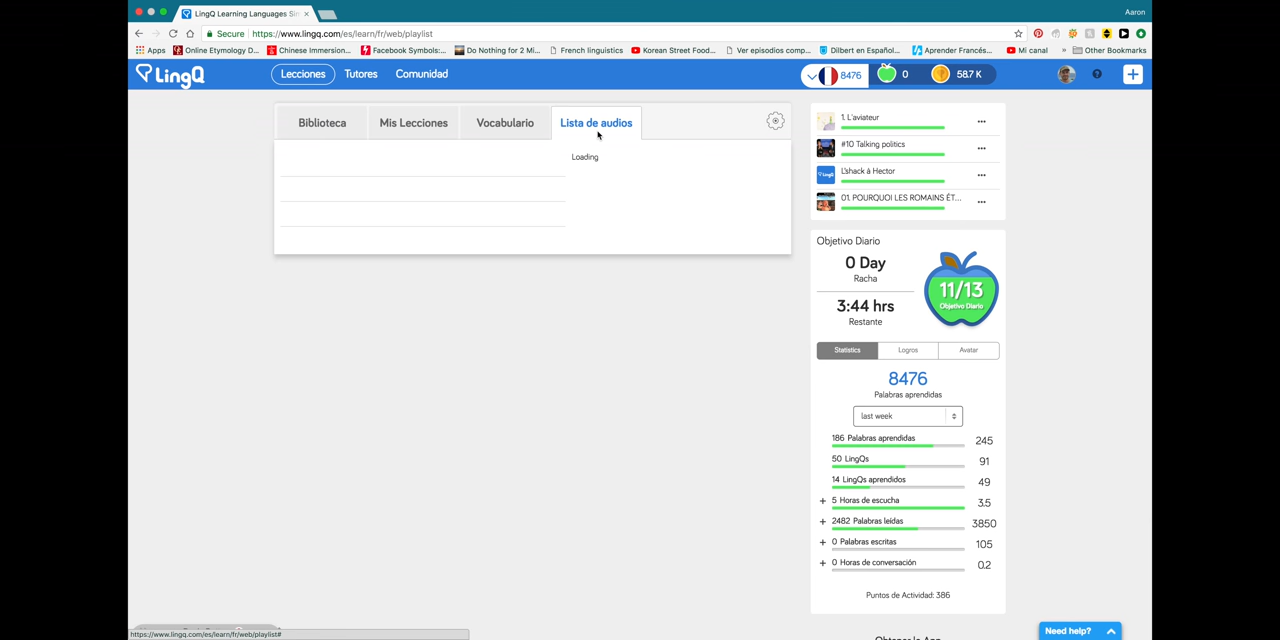 LingQ Learning Languages Sim
Aaron
Secure https://www.lingq.com/es/learn/fr/web/playlist
Apps Online Etymology D... Chinese Immersion... Facebook Symbols:... Do Nothing for 2 Mi... French linguistics Korean Street Food... Ver episodios comp... Dilbert en Español... Aprender Francés... Mi canal » Other Bookmarks
LingQ Lecciones Tutores Comunidad 8476 0 58.7 K
Biblioteca Mis Lecciones Vocabulario Lista de audios
Loading
1. L'aviateur
#10 Talking politics
L'shack à Hector
01. POURQUOI LES ROMAINS ÉT...
Objetivo Diario
0 Day
Racha
3:44 hrs
Restante
11/13
Objetivo Diario
Statistics Logros Avatar
8476
Palabras aprendidas
last week
186 Palabras aprendidas 245
50 LingQs 91
14 LingQs aprendidos 49
+ 5 Horas de escucha 3.5
+ 2482 Palabras leídas 3850
+ 0 Palabras escritas 105
+ 0 Horas de conversación 0.2
Puntos de Actividad: 386
https://www.lingq.com/es/learn/fr/web/playlist#
Need help?